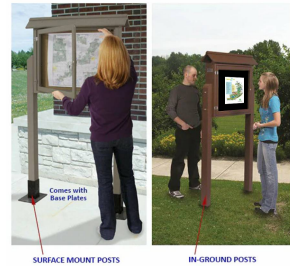 Comes with
Base Plates
SURFACE MOUNT POSTS
IN-GROUND POSTS